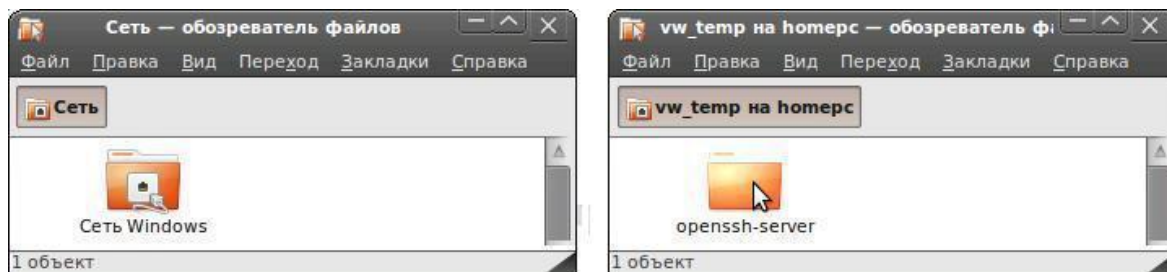 Сеть — обозреватель файлов
Файл Правка Вид Переход Закладки Справка
Сеть
Сеть Windows
1 объект
vw_temp на homepc — обозреватель ф
Файл Правка Вид Переход Закладки Справка
vw_temp на homepc
openssh-server
1 объект